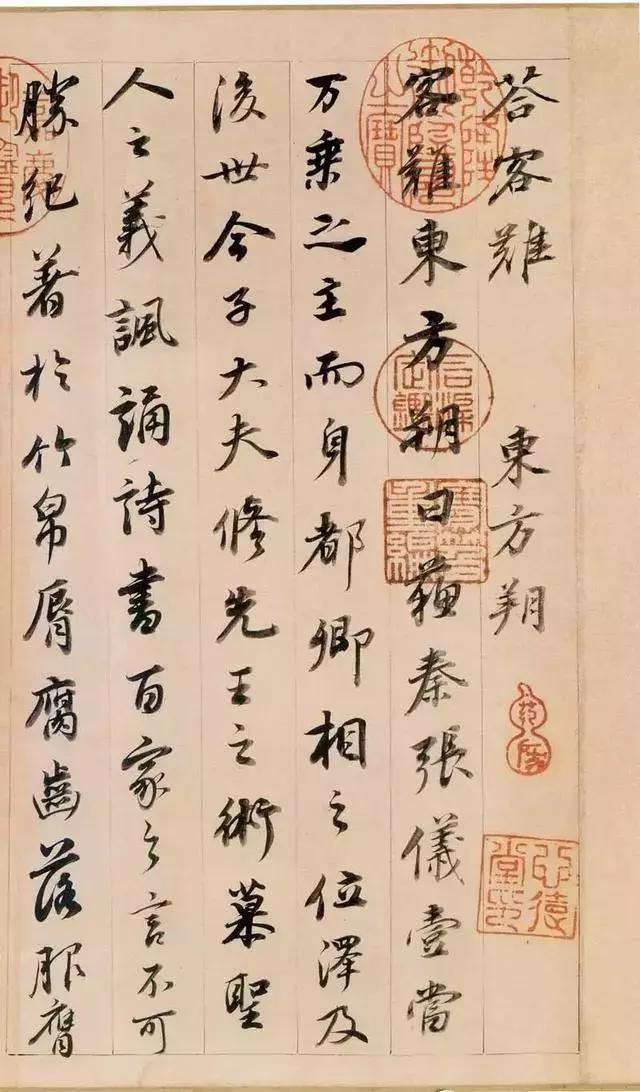 荅客難 東方朔
客難東方朔曰蘇秦張儀壹當
万乘之主而身都卿相之位澤及
後世今子大夫修先王之術慕聖
人之義諷誦詩書百家之言不可
勝紀著於竹帛脣腐齒落服膺